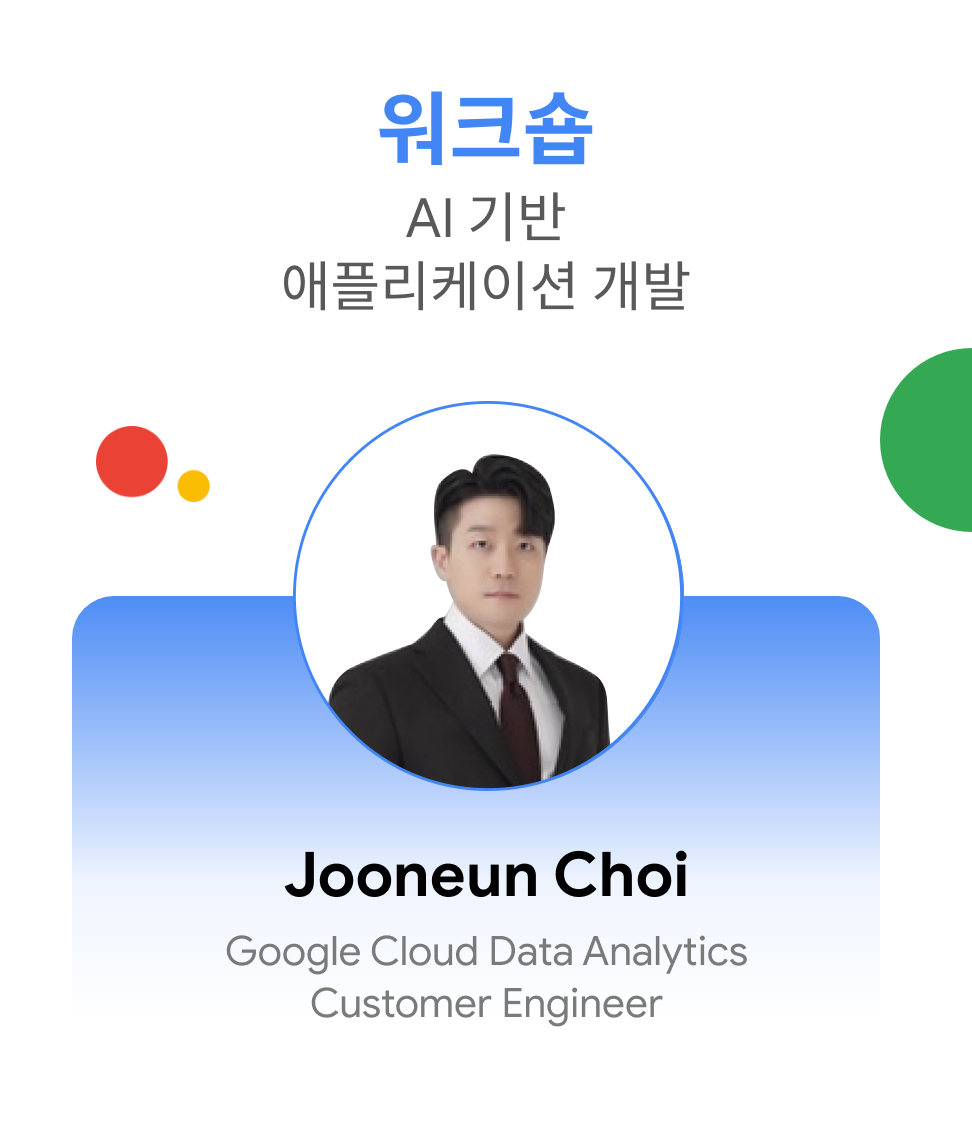 워크숍
AI 기반
애플리케이션 개발
Jooneun Choi
Google Cloud Data Analytics
Customer Engineer